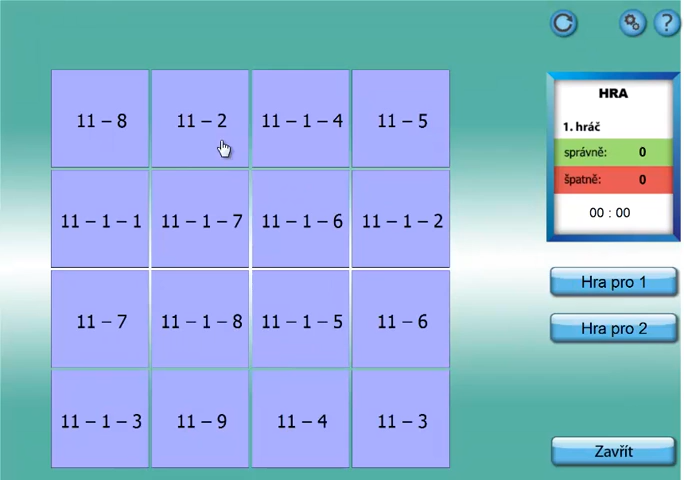 ?
HRA
1. hráč
správně: 0
špatně: 0
00 : 00
11 – 8 11 – 2 11 – 1 – 4 11 – 5
11 – 1 – 1 11 – 1 – 7 11 – 1 – 6 11 – 1 – 2
11 – 7 11 – 1 – 8 11 – 1 – 5 11 – 6
11 – 1 – 3 11 – 9 11 – 4 11 – 3
Hra pro 1
Hra pro 2
Zavřít